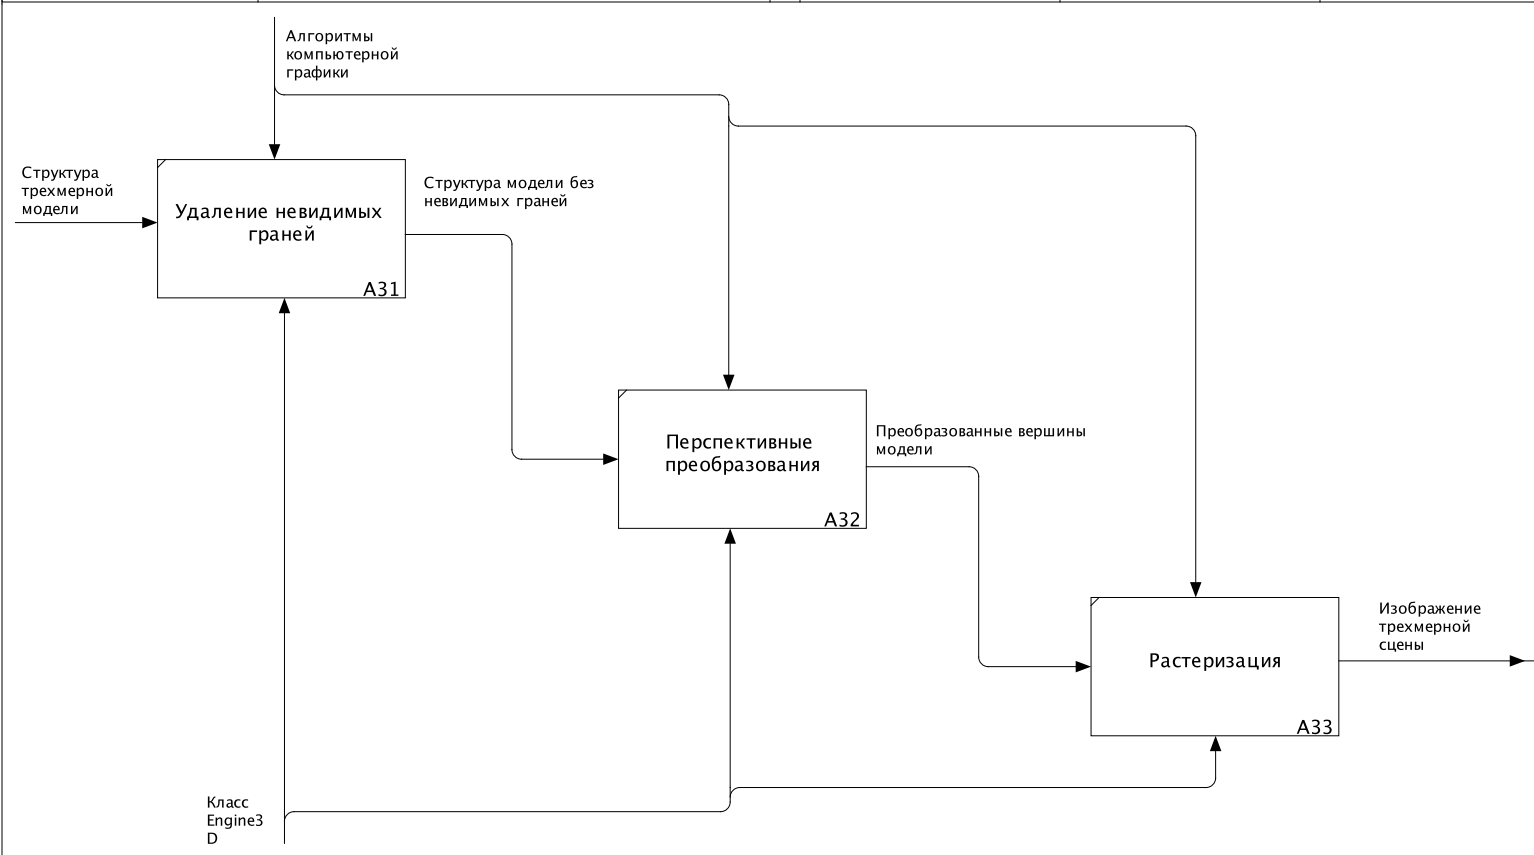 Алгоритмы
компьютерной
графики
Структура
трехмерной
модели
Удаление невидимых
граней
A31
Структура модели без
невидимых граней
Перспективные
преобразования
A32
Преобразованные вершины
модели
Растеризация
A33
Изображение
трехмерной
сцены
Класс
Engine3
D